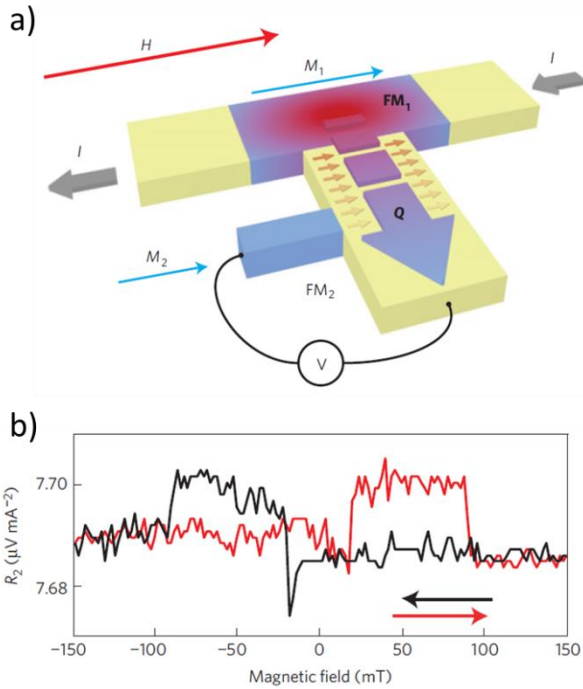 a)
H
M₁
FM₁
I
I
Q
M₂
FM₂
V
b)
R₂ (μV mA⁻²)
7.70
7.68
−150
−100
−50
0
50
100
150
Magnetic field (mT)